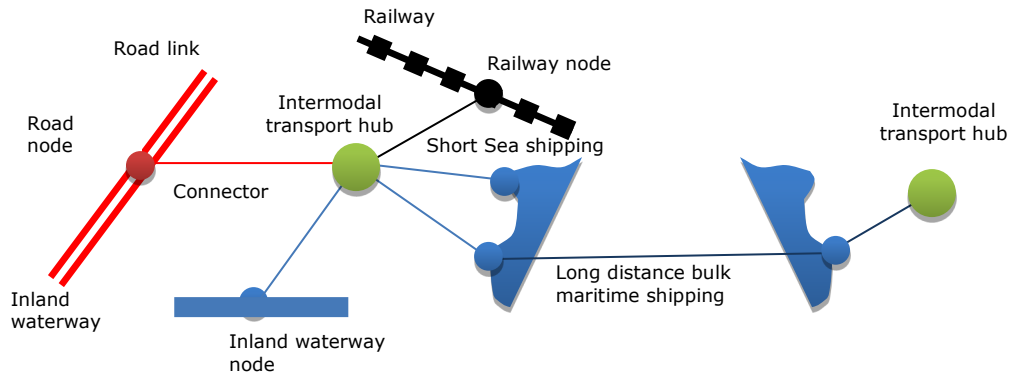 Railway
Road link
Railway node
Intermodal
transport hub
Intermodal
transport hub
Road
node
Short Sea shipping
Connector
Long distance bulk
maritime shipping
Inland
waterway
Inland waterway
node